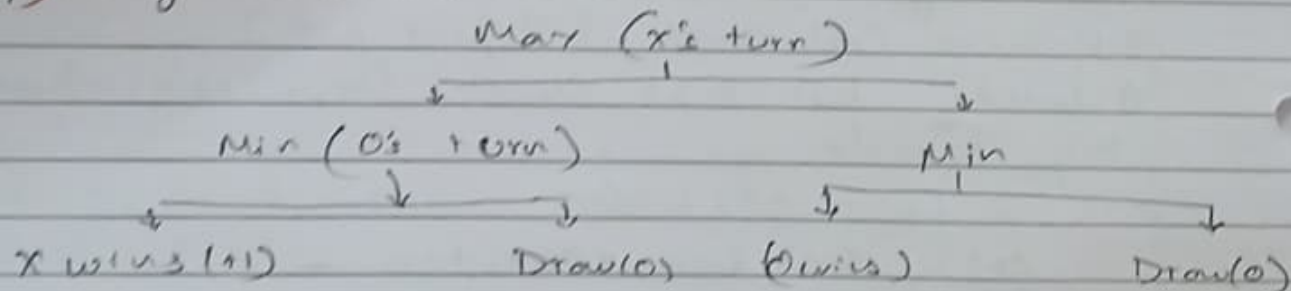 Max (X's turn)
Min (O's turn) Min
X wins (+1) Draw(0) (O wins) Draw(0)